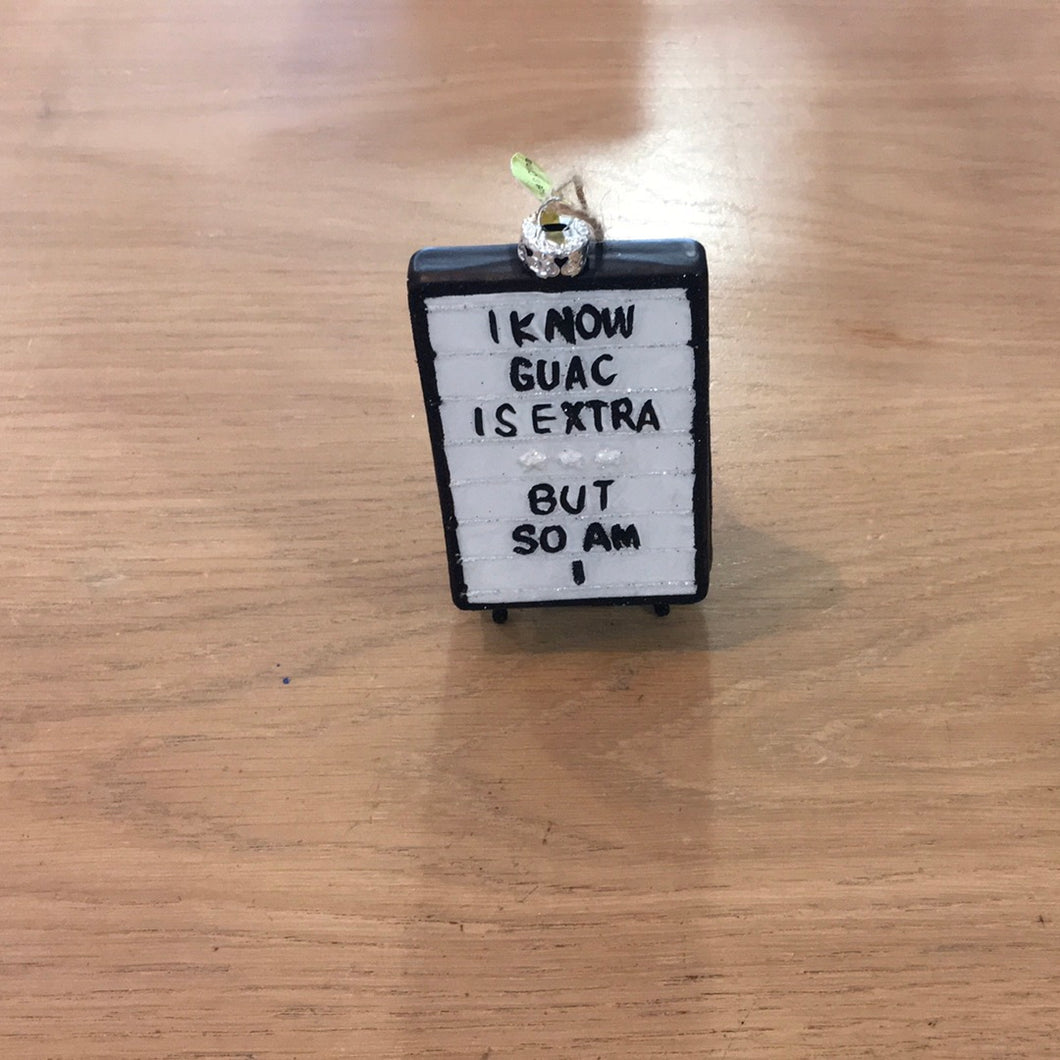 I KNOW
GUAC
IS EXTRA
BUT
SO AM
I